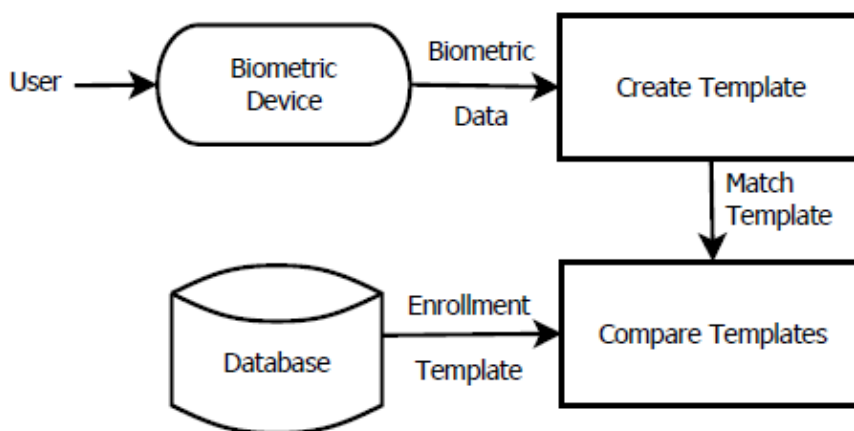 User
Biometric
Device
Biometric
Data
Create Template
Match
Template
Database
Enrollment
Template
Compare Templates